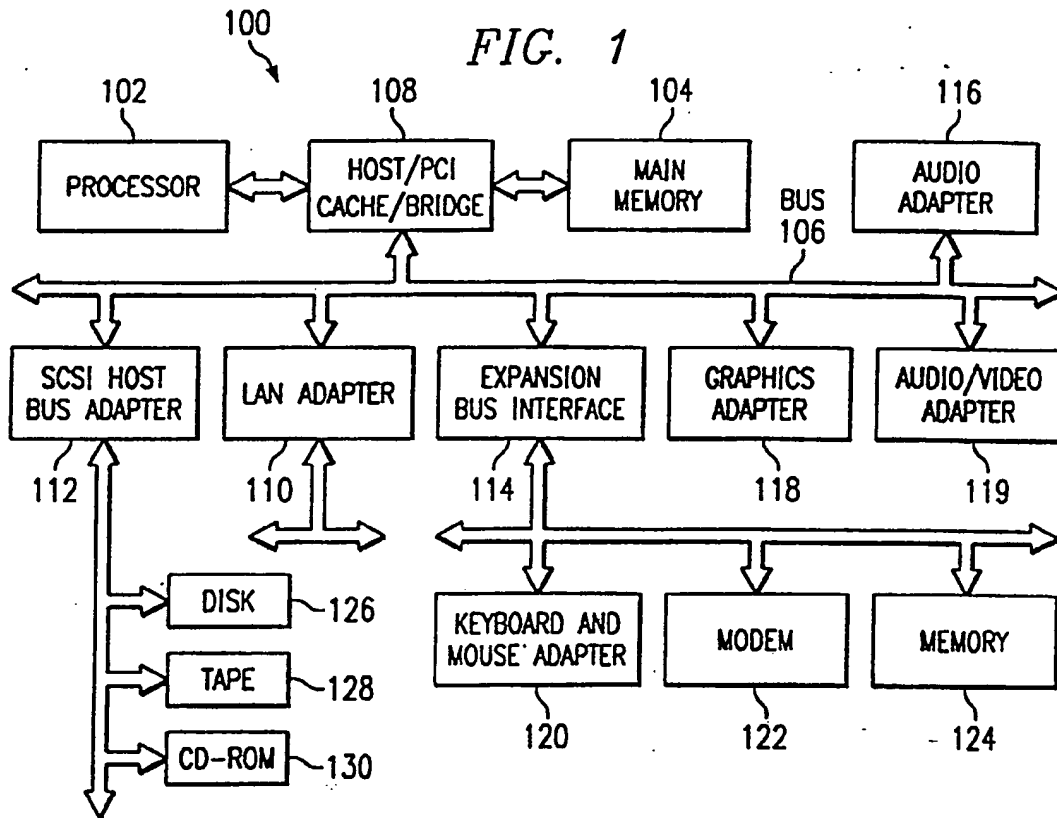 FIG. 1
100
102
108
104
116
PROCESSOR
HOST/PCI
CACHE/BRIDGE
MAIN
MEMORY
BUS
106
AUDIO
ADAPTER
SCSI HOST
BUS ADAPTER
LAN ADAPTER
EXPANSION
BUS INTERFACE
GRAPHICS
ADAPTER
AUDIO/VIDEO
ADAPTER
112
110
114
118
119
DISK
126
TAPE
128
CD-ROM
130
KEYBOARD AND
MOUSE ADAPTER
MODEM
MEMORY
120
122
124